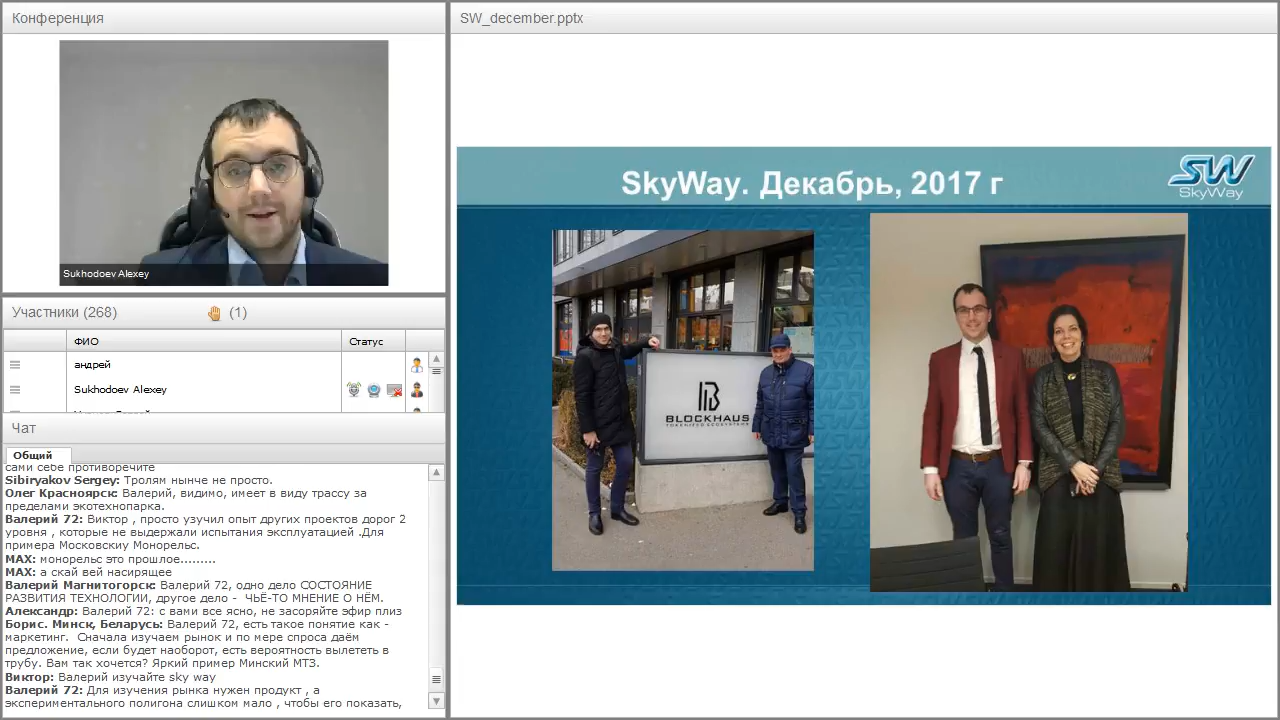 Конференция
SW_december.pptx
Sukhodoev Alexey
SkyWay. Декабрь, 2017 г
SW
SkyWay
BLOCKHAUS
TOKENIZED ECOSYSTEMS
Участники (268)
(1)
ФИО
Статус
андрей
Sukhodoev Alexey
Чат
Общий
сами себе противоречите
Sibiryakov Sergey: Тролям нынче не просто.
Олег Красноярск: Валерий, видимо, имеет в виду трассу за
пределами экотехнопарка.
Валерий 72: Виктор , просто узучил опыт других проектов дорог 2
уровня , которые не выдержали испытания эксплуатацией .Для
примера Московскиу Монорельс.
MAX: монорельс это прошлое.........
MAX: а скай вей насирящее
Валерий Магнитогорск: Валерий 72, одно дело СОСТОЯНИЕ
РАЗВИТИЯ ТЕХНОЛОГИИ, другое дело - ЧЬЁ-ТО МНЕНИЕ О НЁМ.
Александр: Валерий 72: с вами все ясно, не засоряйте эфир плиз
Борис. Минск, Беларусь: Валерий 72, есть такое понятие как -
маркетинг. Сначала изучаем рынок и по мере спроса даём
предложение, если будет наоборот, есть вероятность вылететь в
трубу. Вам так хочется? Яркий пример Минский МТЗ.
Виктор: Валерий изучайте sky way
Валерий 72: Для изучения рынка нужен продукт , а
экспериментального полигона слишком мало , чтобы его показать,